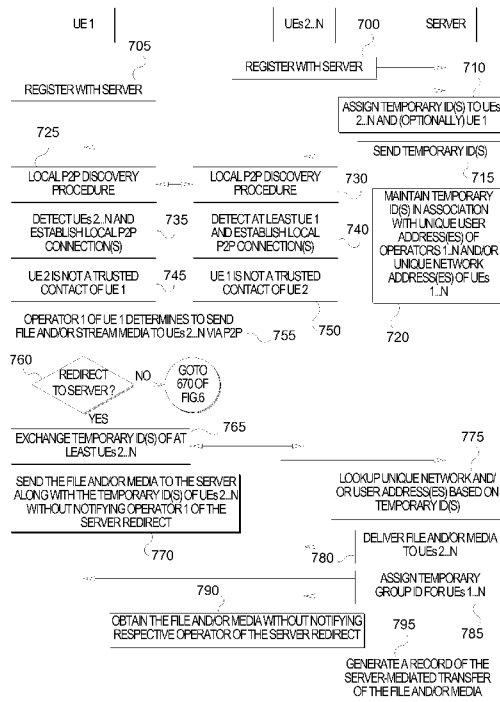 UE 1
UEs 2...N
SERVER
700
705
REGISTER WITH SERVER
REGISTER WITH SERVER
710
ASSIGN TEMPORARY ID(S) TO UEs
2...N AND (OPTIONALLY) UE 1
725
SEND TEMPORARY ID(S)
715
LOCAL P2P DISCOVERY
PROCEDURE
LOCAL P2P DISCOVERY
PROCEDURE
730
MAINTAIN TEMPORARY
ID(S) IN ASSOCIATION
WITH UNIQUE USER
ADDRESS(ES) OF
OPERATORS 1...N AND/OR
UNIQUE NETWORK
ADDRESS(ES) OF UEs
1...N
720
DETECT UEs 2...N AND
ESTABLISH LOCAL P2P
CONNECTION(S)
735
DETECT AT LEAST UE 1
AND ESTABLISH LOCAL
P2P CONNECTION(S)
740
UE 2 IS NOT A TRUSTED
CONTACT OF UE 1
745
UE 1 IS NOT A TRUSTED
CONTACT OF UE 2
750
OPERATOR 1 OF UE 1 DETERMINES TO SEND
FILE AND/OR STREAM MEDIA TO UEs 2...N VIA P2P
755
760
REDIRECT
TO SERVER?
NO
GOTO
670 OF
FIG. 6
YES
765
EXCHANGE TEMPORARY ID(S) OF AT
LEAST UEs 2...N
775
SEND THE FILE AND/OR MEDIA TO THE SERVER
ALONG WITH THE TEMPORARY ID(S) OF UEs 2...N
WITHOUT NOTIFYING OPERATOR 1 OF THE
SERVER REDIRECT
770
LOOKUP UNIQUE NETWORK AND/
OR USER ADDRESS(ES) BASED ON
TEMPORARY ID(S)
DELIVER FILE AND/OR MEDIA
TO UEs 2...N
780
790
ASSIGN TEMPORARY
GROUP ID FOR UEs 1...N
785
OBTAIN THE FILE AND/OR MEDIA WITHOUT NOTIFYING
RESPECTIVE OPERATOR OF THE SERVER REDIRECT
795
GENERATE A RECORD OF THE
SERVER-MEDIATED TRANSFER
OF THE FILE AND/OR MEDIA